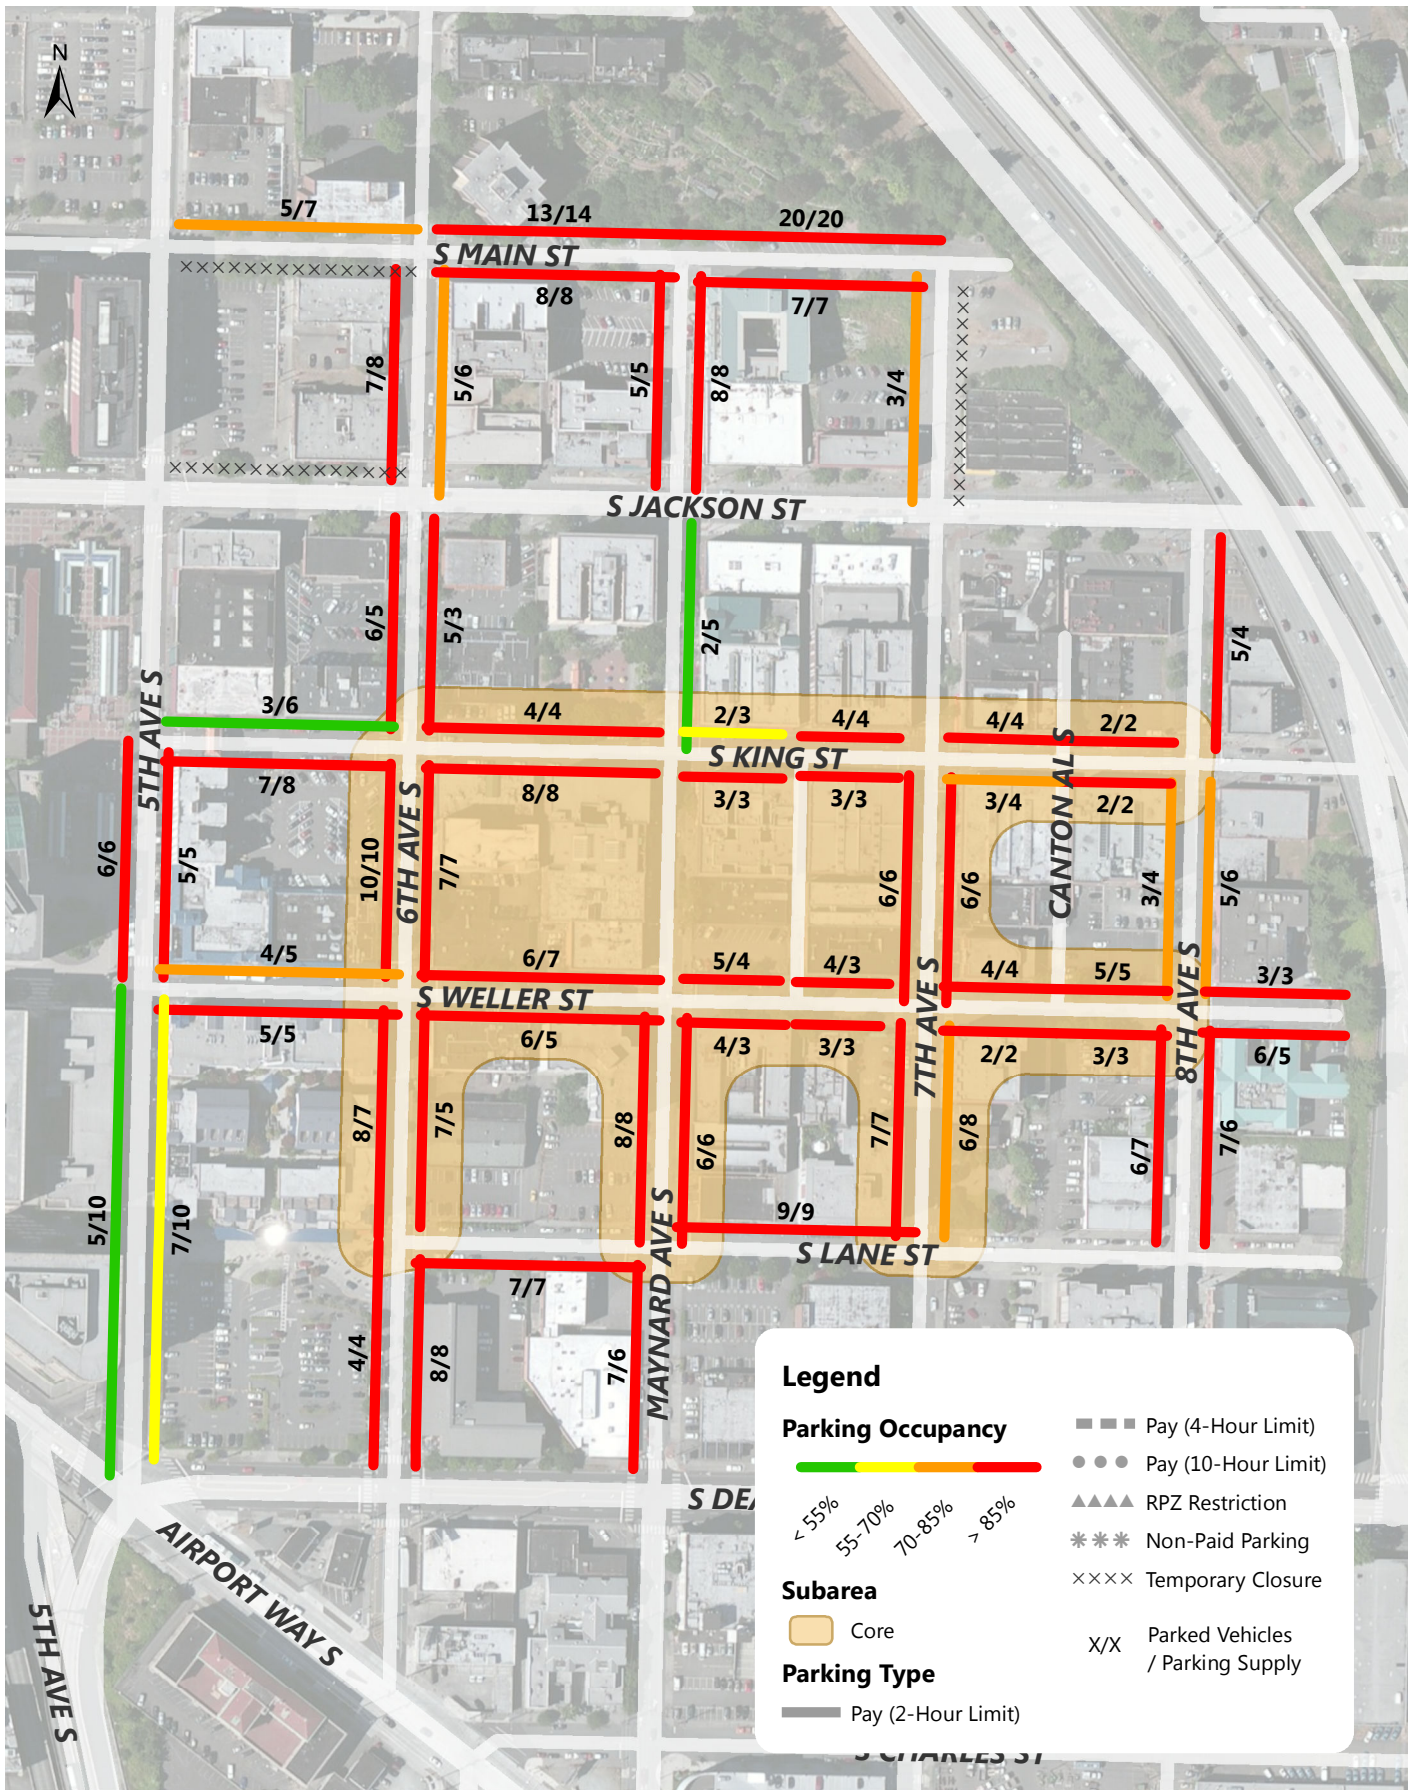 N
5/7
13/14
20/20
S MAIN ST
8/8
7/7
7/8
5/6
5/5
8/8
3/4
S JACKSON ST
6/5
5/3
2/5
5/4
5TH AVE S
3/6
4/4
2/3
4/4
4/4
2/2
S KING ST
7/8
8/8
3/3
3/3
3/4
2/2
CANTON AL S
6/6
5/5
10/10
6TH AVE S
7/7
6/6
6/6
3/4
5/6
4/5
6/7
5/4
4/3
4/4
5/5
3/3
S WELLER ST
7TH AVE S
8TH AVE S
5/5
6/5
4/3
3/3
2/2
3/3
6/5
8/7
7/5
8/8
6/6
7/7
6/8
6/7
7/6
5/10
7/10
9/9
S LANE ST
MAYNARD AVE S
7/7
4/4
8/8
7/6
S DEA
AIRPORT WAY S
5TH AVE S
S CHARLES ST
Legend
Parking Occupancy
< 55%
55-70%
70-85%
> 85%
Subarea
Core
Parking Type
Pay (2-Hour Limit)
Pay (4-Hour Limit)
Pay (10-Hour Limit)
RPZ Restriction
Non-Paid Parking
Temporary Closure
X/X
Parked Vehicles
/ Parking Supply